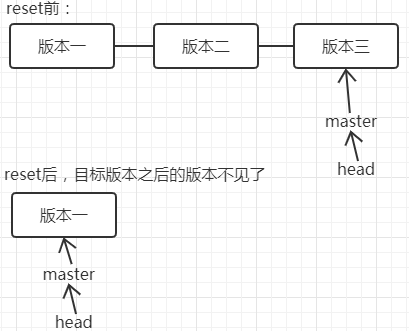 reset前：
版本一 版本二 版本三
master
head
reset后，目标版本之后的版本不见了
版本一
master
head